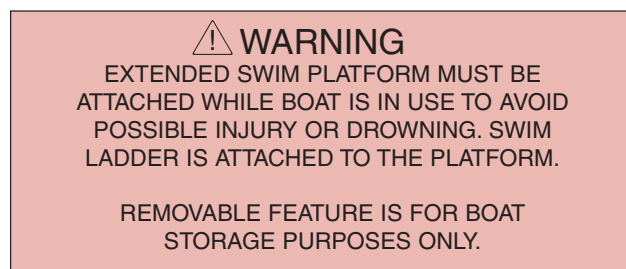 ⚠ WARNING
EXTENDED SWIM PLATFORM MUST BE
ATTACHED WHILE BOAT IS IN USE TO AVOID
POSSIBLE INJURY OR DROWNING. SWIM
LADDER IS ATTACHED TO THE PLATFORM.
REMOVABLE FEATURE IS FOR BOAT
STORAGE PURPOSES ONLY.